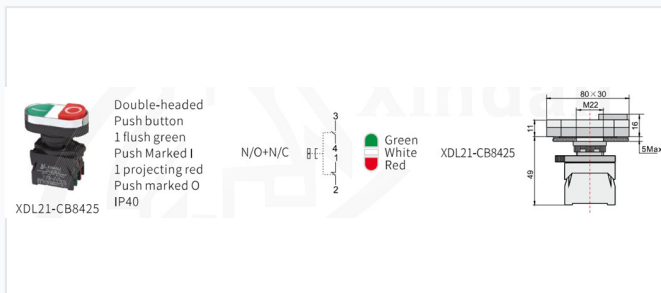 Double-headed
Push button
1 flush green
Push Marked I
1 projecting red
Push marked O
IP40
XDL21-CB8425
N/O+N/C
3
4
1
2
Green
White
Red
XDL21-CB8425
80×30
M22
11
16
5Max
49